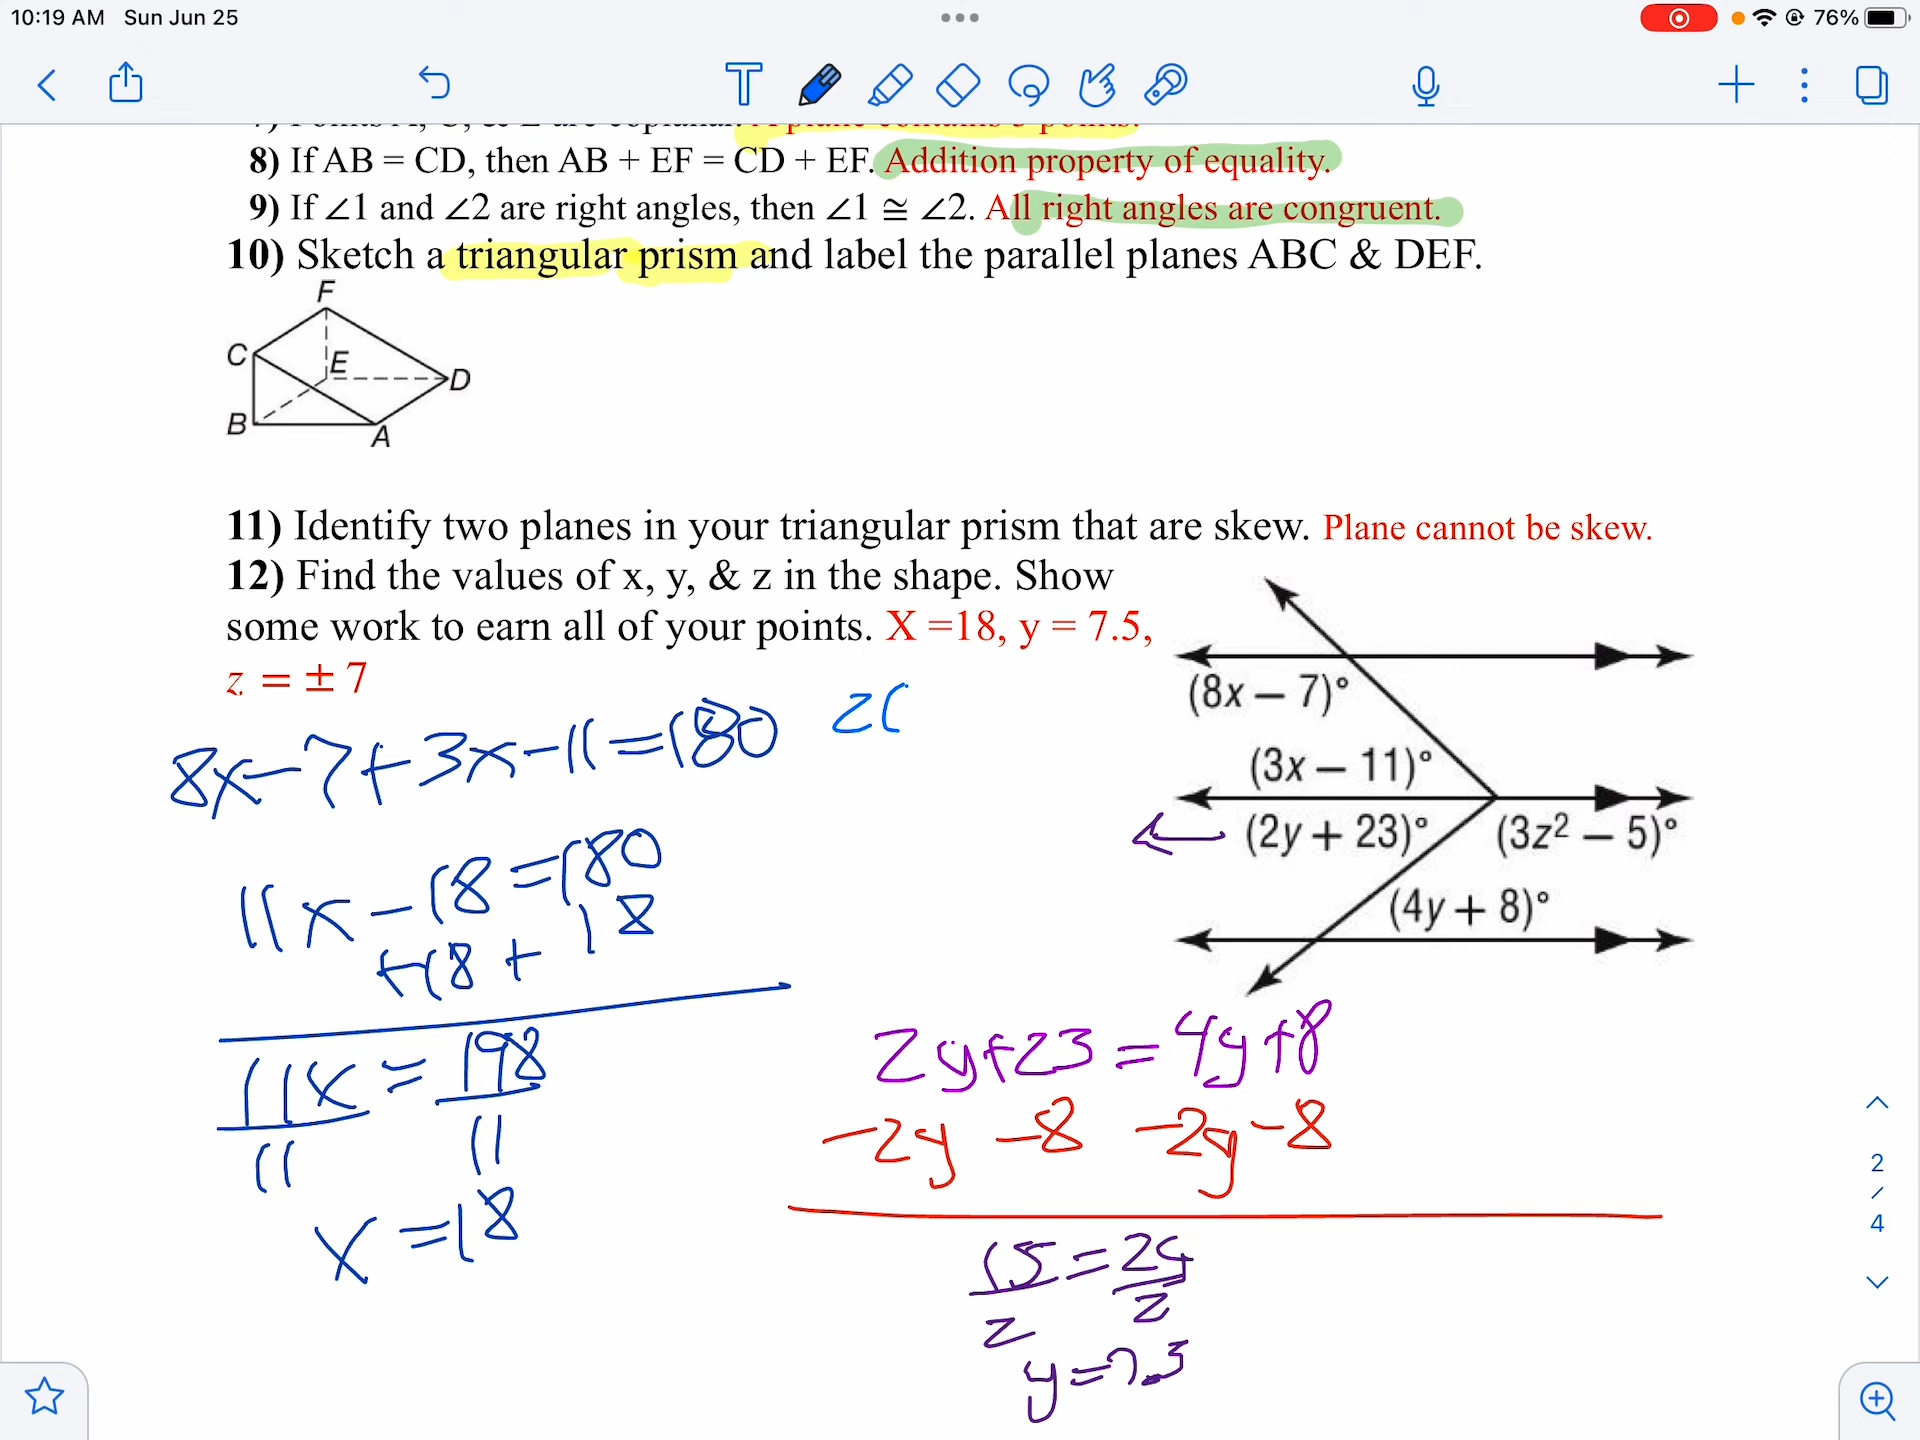 10:19 AM Sun Jun 25
76%
8) If AB = CD, then AB + EF = CD + EF. Addition property of equality.
9) If ∠1 and ∠2 are right angles, then ∠1 ≅ ∠2. All right angles are congruent.
10) Sketch a triangular prism and label the parallel planes ABC & DEF.
F
C
E
D
B
A
11) Identify two planes in your triangular prism that are skew. Plane cannot be skew.
12) Find the values of x, y, & z in the shape. Show
some work to earn all of your points. X =18, y = 7.5,
z = ± 7
2(
(8x – 7)°
(3x – 11)°
(2y + 23)° (3z² – 5)°
(4y + 8)°
8x-7+3x-11=180
11x-18=180
+18 + 18
11x = 198
11 11
x = 18
2y+23 = 4y+8
-2y -8 -2y -8
15 = 2y
2 2
y=7.5
2
/
4